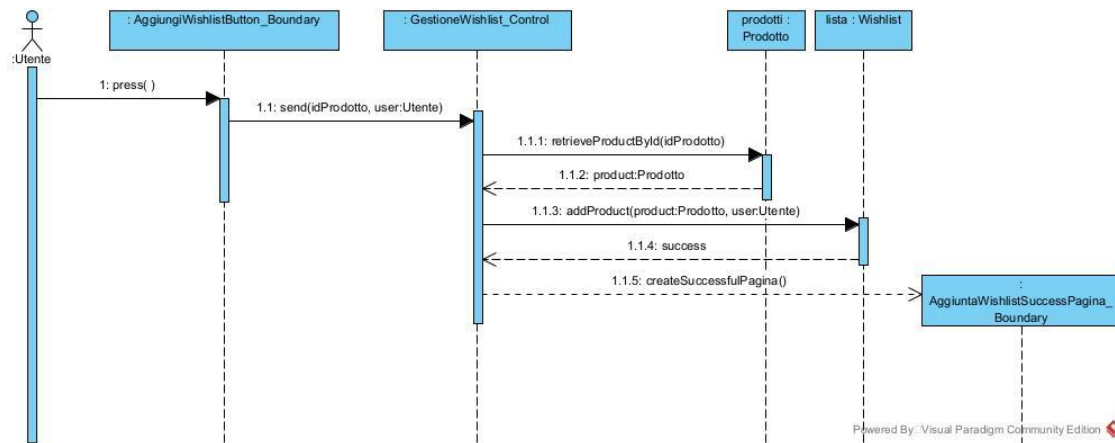 : AggiungiWishlistButton_Boundary
: GestioneWishlist_Control
prodotti :
Prodotto
lista : Wishlist
:Utente
1: press( )
1.1: send(idProdotto, user:Utente)
1.1.1: retrieveProductById(idProdotto)
1.1.2: product:Prodotto
1.1.3: addProduct(product:Prodotto, user:Utente)
1.1.4: success
1.1.5: createSuccessfulPagina()
:
AggiuntaWishlistSuccessPagina_
Boundary
Powered By Visual Paradigm Community Edition